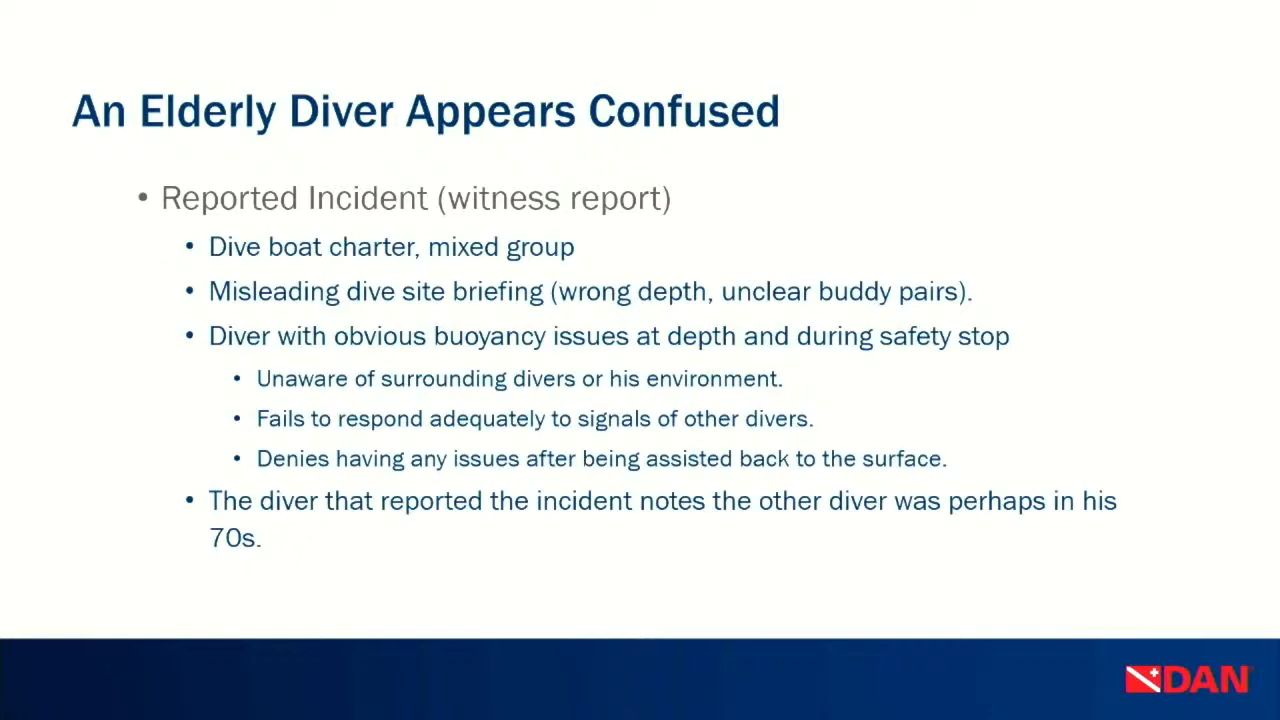 An Elderly Diver Appears Confused
• Reported Incident (witness report)
• Dive boat charter, mixed group
• Misleading dive site briefing (wrong depth, unclear buddy pairs).
• Diver with obvious buoyancy issues at depth and during safety stop
• Unaware of surrounding divers or his environment.
• Fails to respond adequately to signals of other divers.
• Denies having any issues after being assisted back to the surface.
• The diver that reported the incident notes the other diver was perhaps in his
70s.
DAN